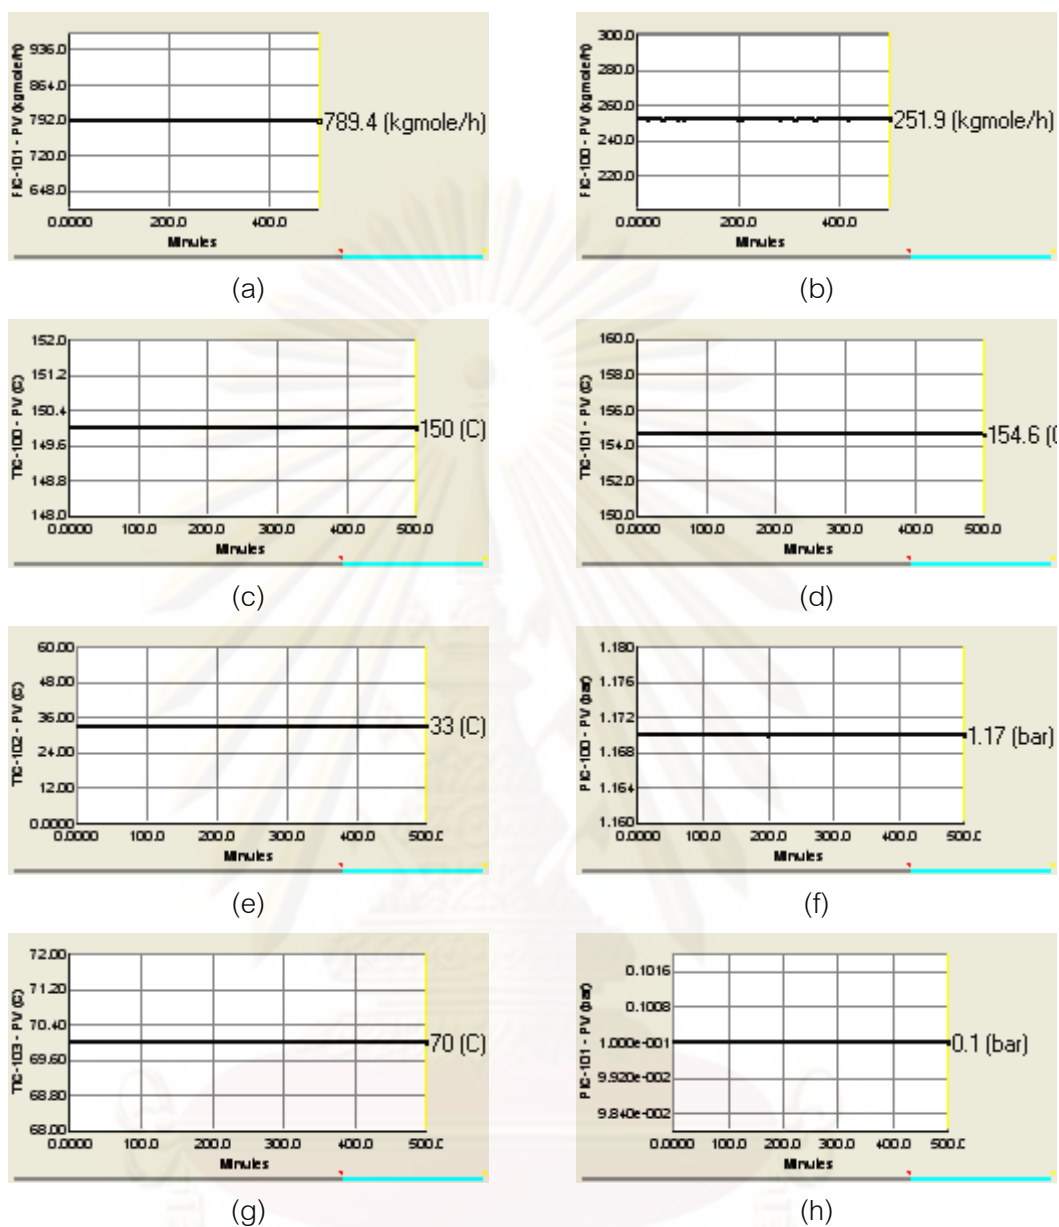 FIC-101 - PV (kgmole/h)
936.0
864.0
792.0
720.0
648.0
789.4 (kgmole/h)
0.0000 200.0 400.0
Minutes
(a)
FIC-100 - PV (kgmole/h)
300.0
280.0
260.0
240.0
220.0
251.9 (kgmole/h)
0.0000 200.0 400.0
Minutes
(b)
TIC-100 - PV (C)
152.0
151.2
150.4
149.6
148.8
148.0
150 (C)
0.0000 100.0 200.0 300.0 400.0 500.0
Minutes
(c)
TIC-101 - PV (C)
160.0
158.0
156.0
154.0
152.0
150.0
154.6 (
0.0000 100.0 200.0 300.0 400.0 500.0
Minutes
(d)
TIC-102 - PV (C)
60.00
48.00
36.00
24.00
12.00
0.0000
33 (C)
0.0000 100.0 200.0 300.0 400.0 500.0
Minutes
(e)
PIC-100 - PV (bar)
1.180
1.176
1.172
1.168
1.164
1.160
1.17 (bar)
0.0000 100.0 200.0 300.0 400.0 500.0
Minutes
(f)
TIC-103 - PV (C)
72.00
71.20
70.40
69.60
68.80
68.00
70 (C)
0.0000 100.0 200.0 300.0 400.0 500.0
Minutes
(g)
PIC-101 - PV (bar)
0.1016
0.1008
1.000e-001
9.920e-002
9.840e-002
0.1 (bar)
0.0000 100.0 200.0 300.0 400.0 500.0
Minutes
(h)